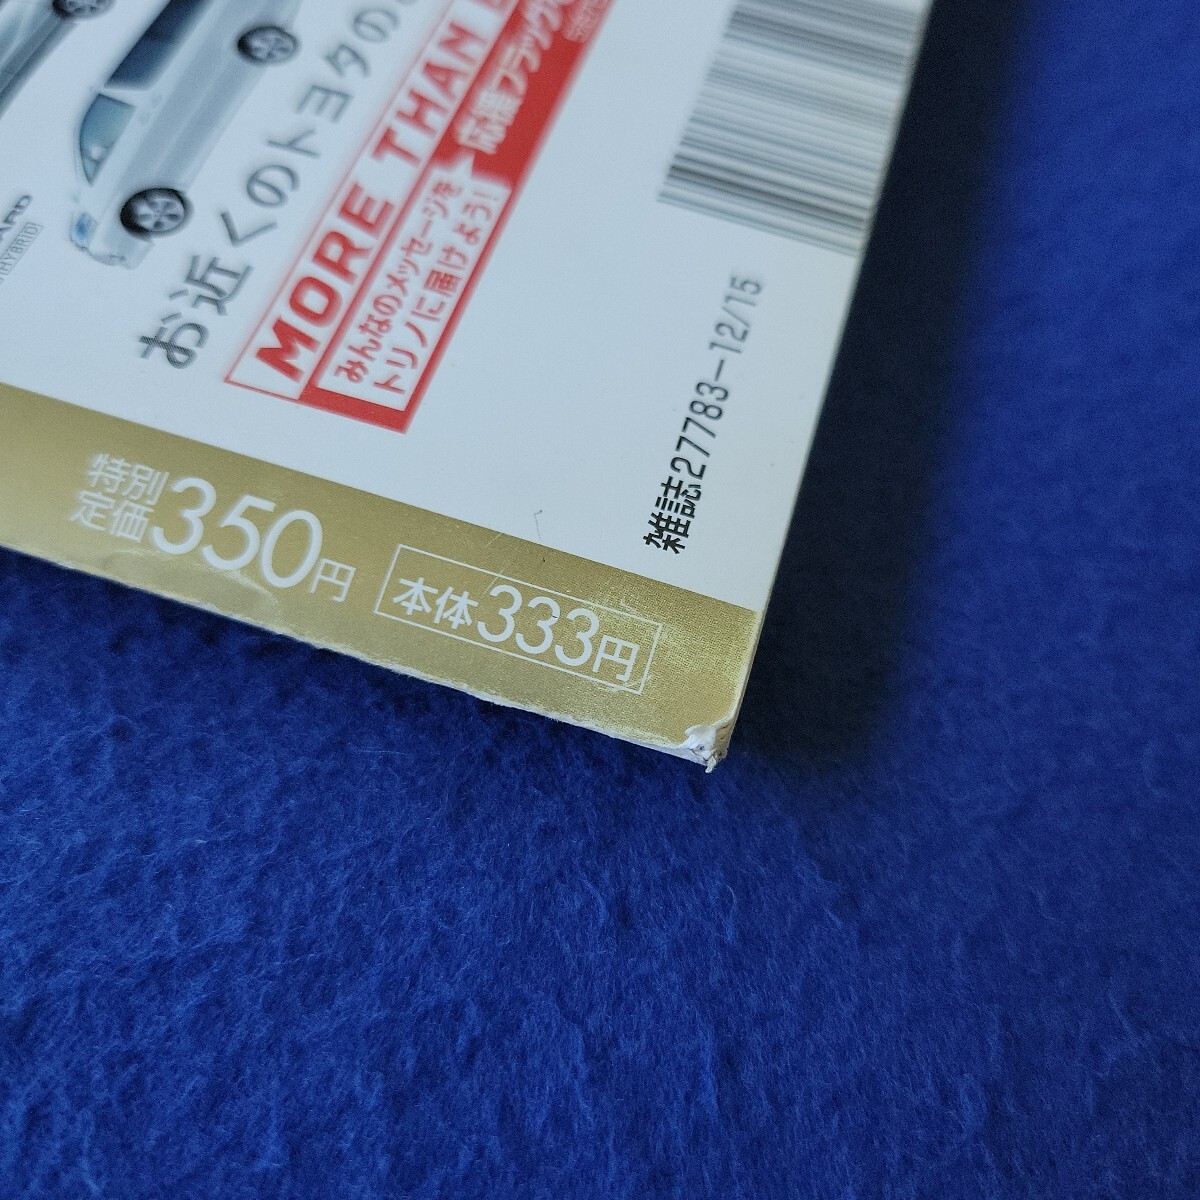 HYBRID
お近くのトヨタの
MORE THAN
応援フラッグ
みんなのメッセージを
トリノに届けよう!
雑誌27783-12/15
特別
定価350円
本体333円